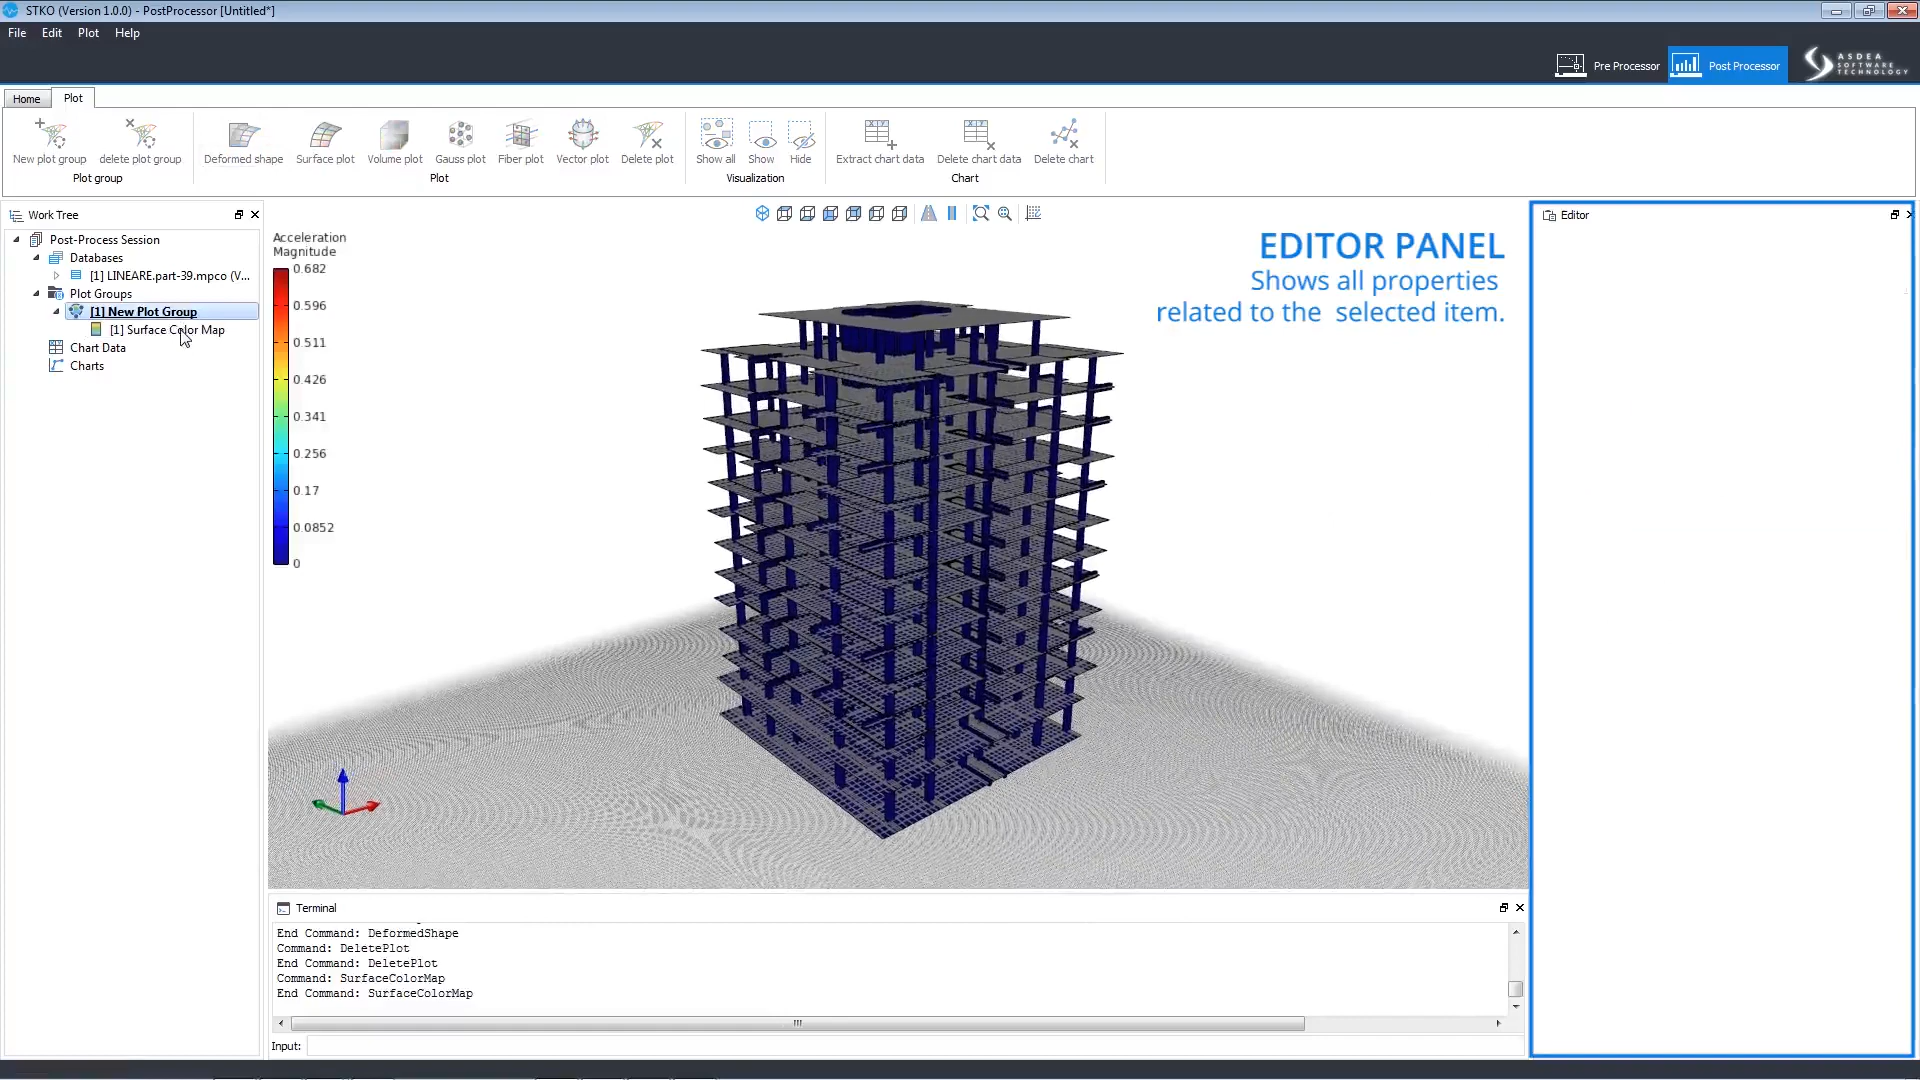 STKO (Version 1.0.0) - PostProcessor [Untitled*]
File Edit Plot Help
Pre Processor Post Processor ASDEA SOFTWARE TECHNOLOGY
Home Plot
New plot group delete plot group Deformed shape Surface plot Volume plot Gauss plot Fiber plot Vector plot Delete plot Show all Show Hide Extract chart data Delete chart data Delete chart
Plot group Plot Visualization Chart
Work Tree
Post-Process Session
Databases
[1] LINEARE.part-39.mpco (V...
Plot Groups
[1] New Plot Group
[1] Surface Color Map
Chart Data
Charts
Acceleration
Magnitude
0.682
0.596
0.511
0.426
0.341
0.256
0.17
0.0852
0
EDITOR PANEL
Shows all properties
related to the selected item.
Editor
Terminal
End Command: DeformedShape
Command: DeletePlot
End Command: DeletePlot
Command: SurfaceColorMap
End Command: SurfaceColorMap
Input: